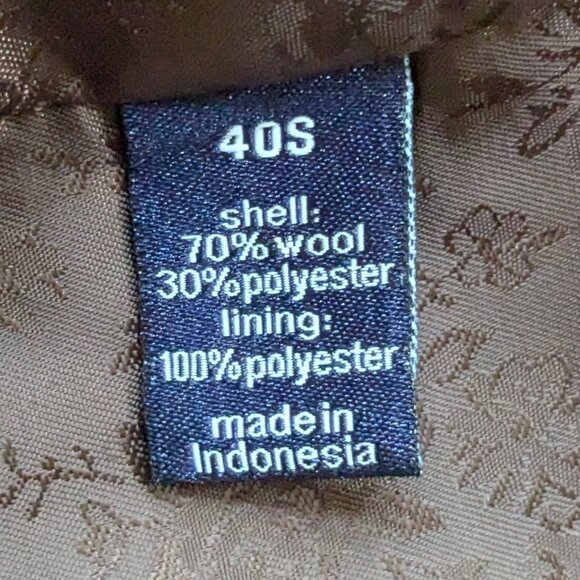 40S
shell:
70% wool
30%polyester
lining:
100%polyester
made in
Indonesia